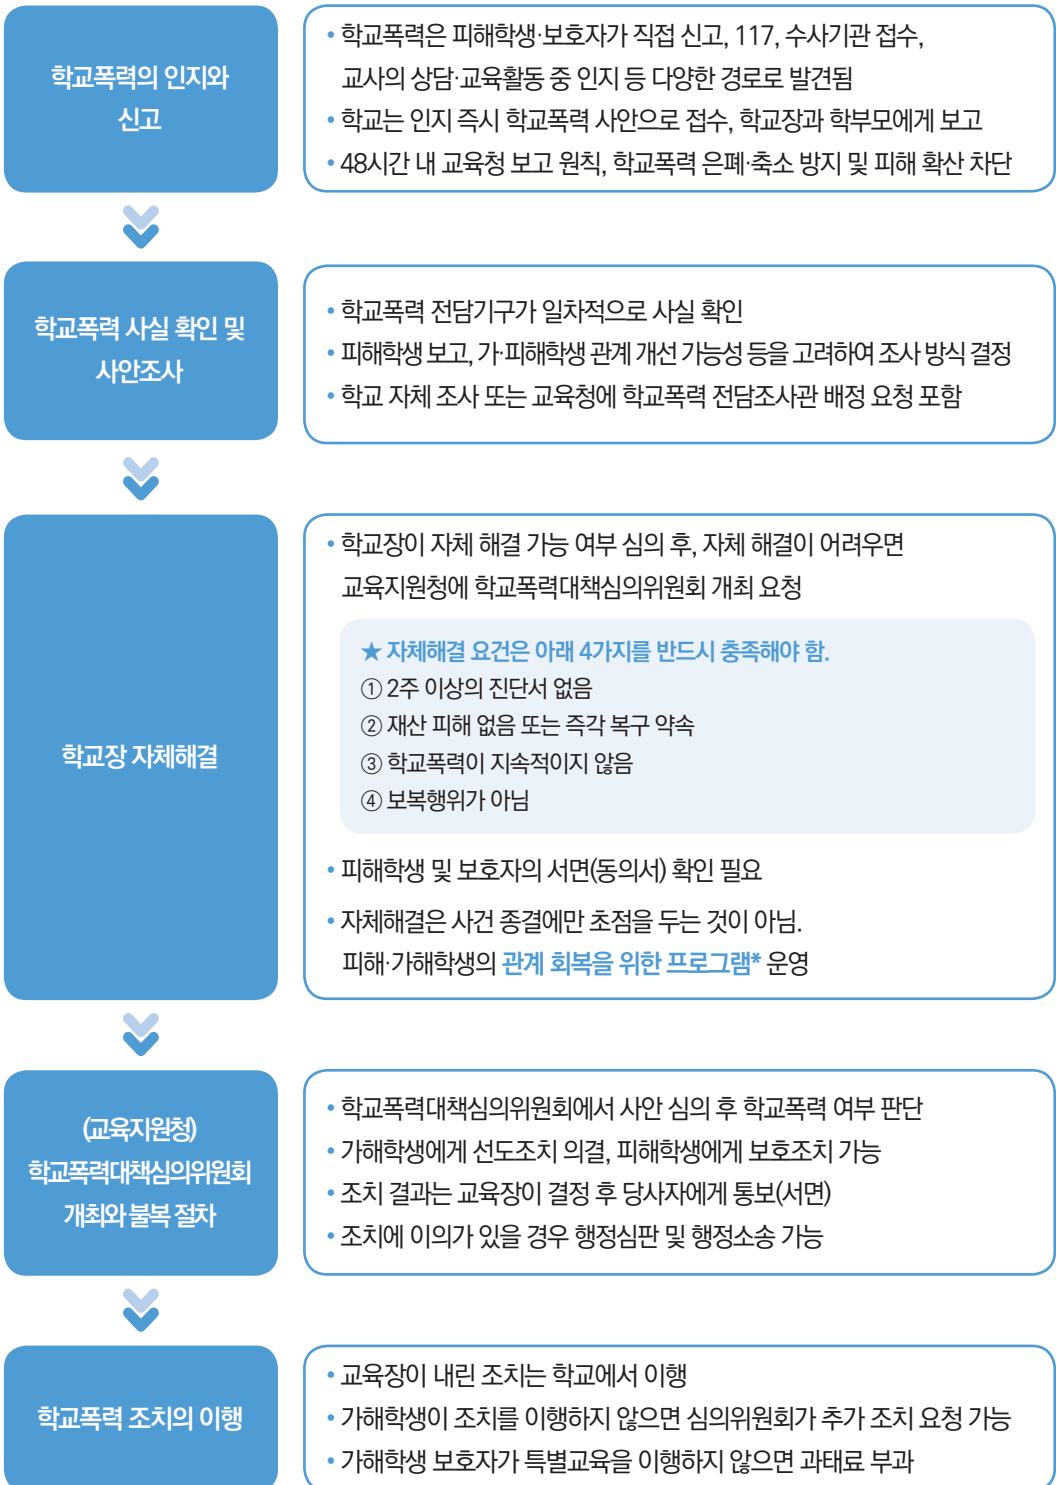 학교폭력의 인지와
신고
• 학교폭력은 피해학생·보호자가 직접 신고, 117, 수사기관 접수,
교사의 상담·교육활동 중 인지 등 다양한 경로로 발견됨
• 학교는 인지 즉시 학교폭력 사안으로 접수, 학교장과 학부모에게 보고
• 48시간 내 교육청 보고 원칙, 학교폭력 은폐·축소 방지 및 피해 확산 차단
학교폭력 사실 확인 및
사안조사
• 학교폭력 전담기구가 일차적으로 사실 확인
• 피해학생 보고, 가·피해학생 관계 개선 가능성 등을 고려하여 조사 방식 결정
• 학교 자체 조사 또는 교육청에 학교폭력 전담조사관 배정 요청 포함
학교장 자체해결
• 학교장이 자체 해결 가능 여부 심의 후, 자체 해결이 어려우면
교육지원청에 학교폭력대책심의위원회 개최 요청
★ 자체해결 요건은 아래 4가지를 반드시 충족해야 함.
① 2주 이상의 진단서 없음
② 재산 피해 없음 또는 즉각 복구 약속
③ 학교폭력이 지속적이지 않음
④ 보복행위가 아님
• 피해학생 및 보호자의 서면(동의서) 확인 필요
• 자체해결은 사건 종결에만 초점을 두는 것이 아님.
피해·가해학생의 관계 회복을 위한 프로그램* 운영
(교육지원청)
학교폭력대책심의위원회
개최와 불복 절차
• 학교폭력대책심의위원회에서 사안 심의 후 학교폭력 여부 판단
• 가해학생에게 선도조치 의결, 피해학생에게 보호조치 가능
• 조치 결과는 교육장이 결정 후 당사자에게 통보(서면)
• 조치에 이의가 있을 경우 행정심판 및 행정소송 가능
학교폭력 조치의 이행
• 교육장이 내린 조치는 학교에서 이행
• 가해학생이 조치를 이행하지 않으면 심의위원회가 추가 조치 요청 가능
• 가해학생 보호자가 특별교육을 이행하지 않으면 과태료 부과